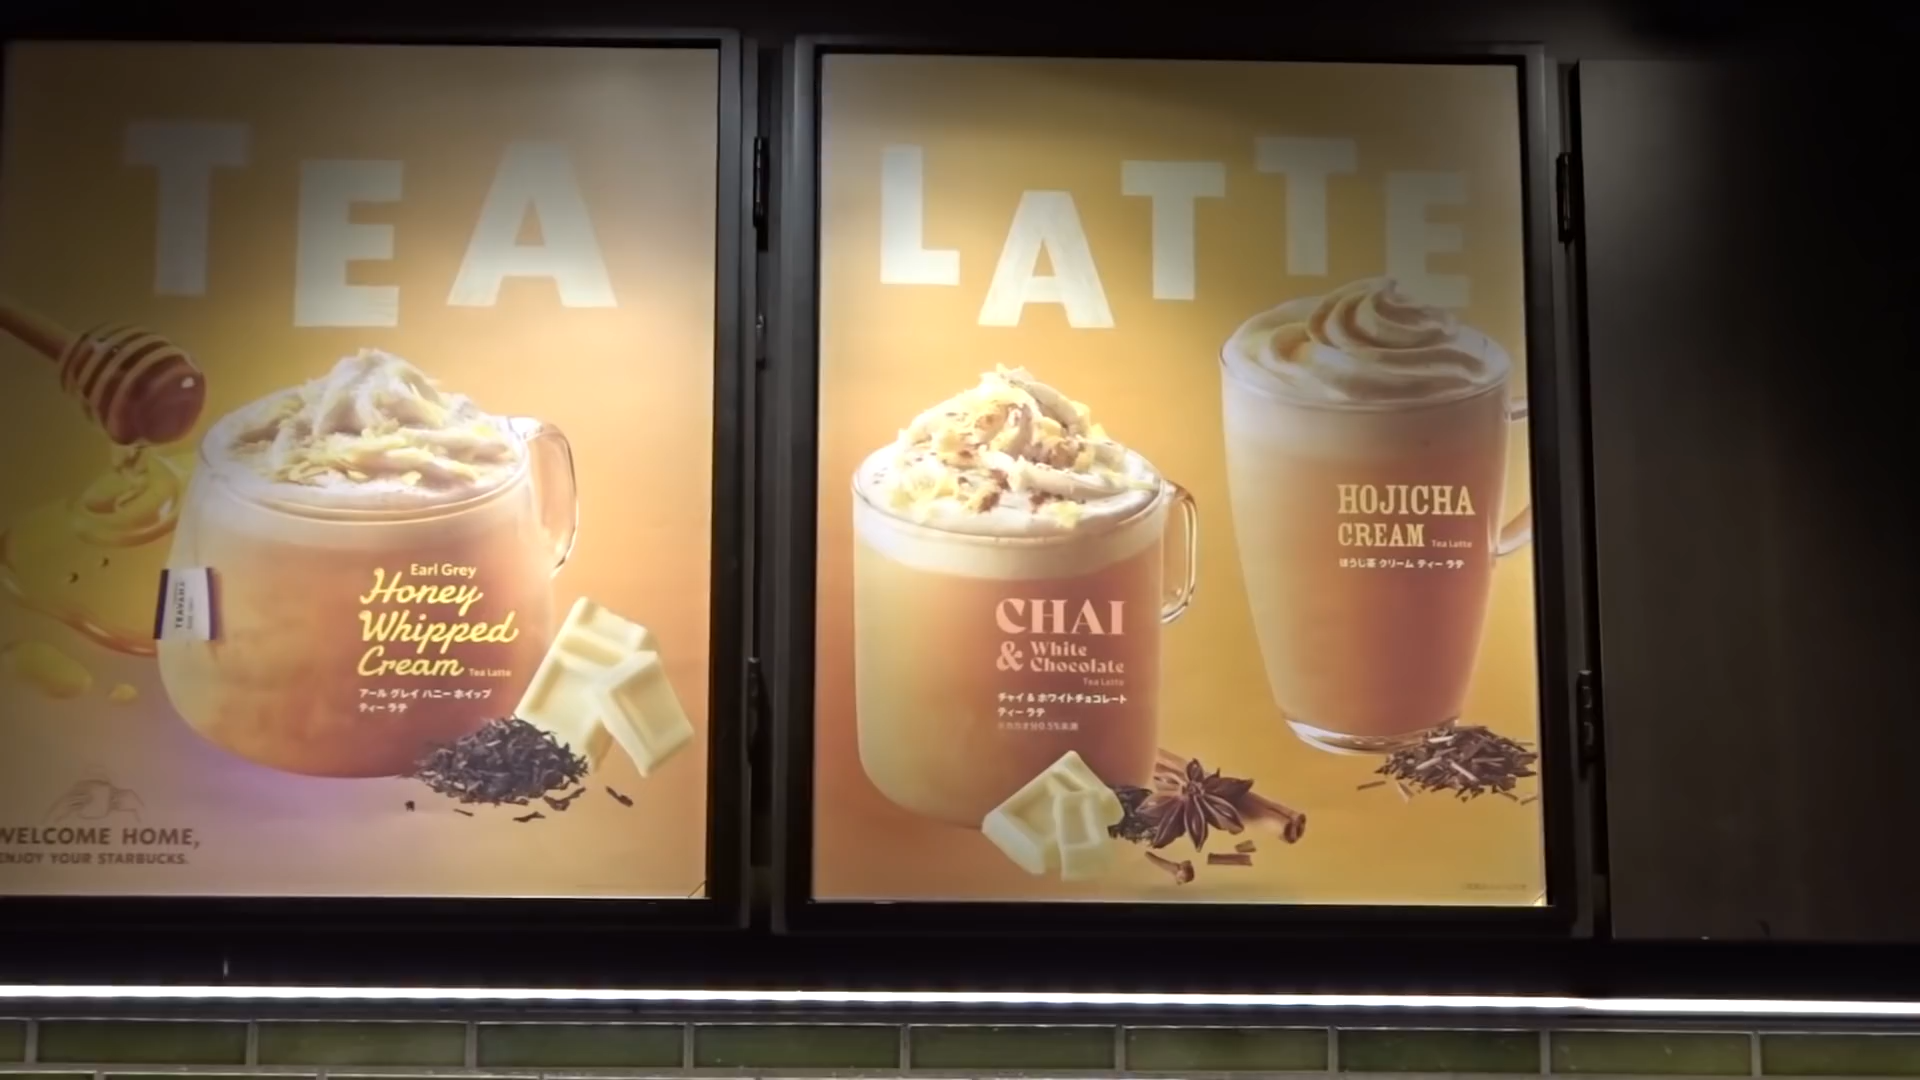 TEA
Earl Grey
Honey
Whipped
Cream Tea Latte
アール グレイ ハニー ホイップ
ティー ラテ
TEAVANA
WELCOME HOME,
ENJOY YOUR STARBUCKS.
LATTE
CHAI
& White
Chocolate
Tea Latte
チャイ & ホワイトチョコレート
ティー ラテ
HOJICHA
CREAM Tea Latte
ほうじ茶 クリーム ティー ラテ